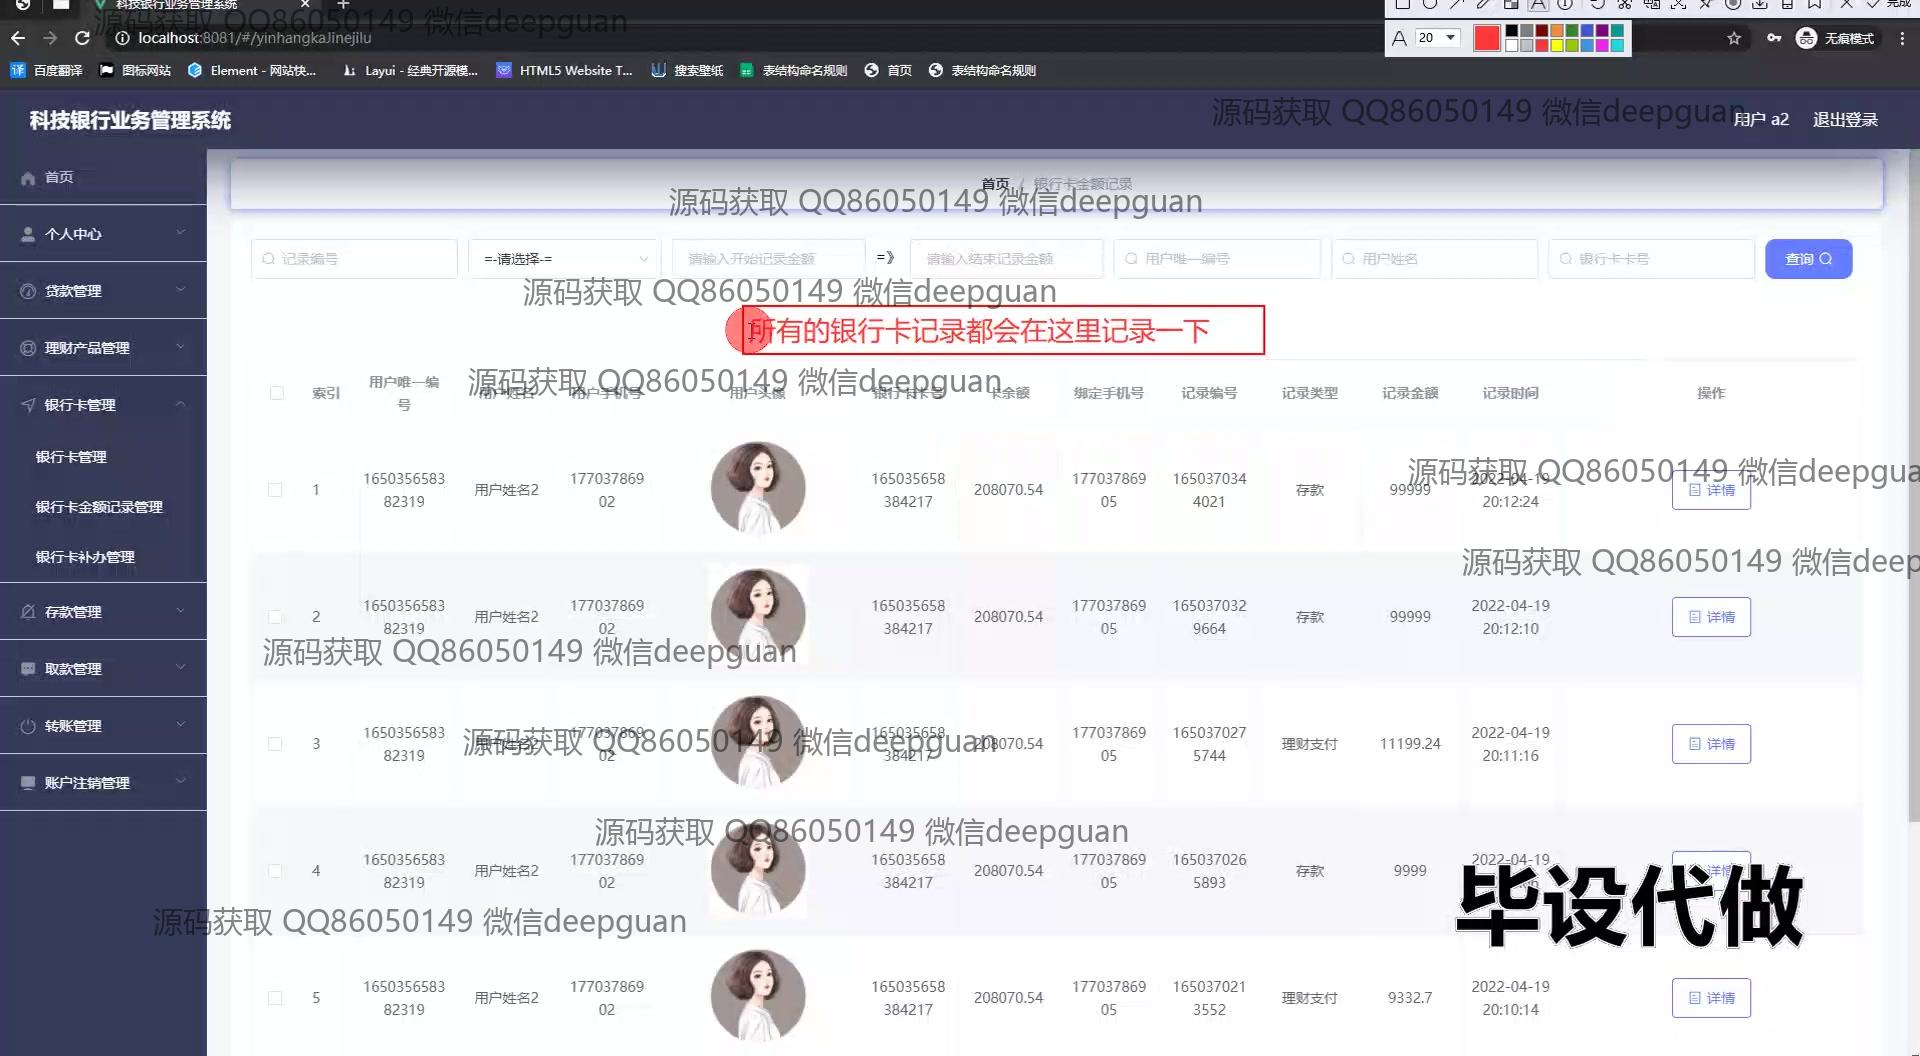 科技银行业务管理系统
源码获取 QQ86050149 微信deepguan
localhost:8081/#/yinhangkaJinejilu
20
无痕模式
完成
百度翻译
图标网站
Element - 网站快...
Layui - 经典开源模...
HTML5 Website T...
搜索壁纸
表结构命名规则
首页
表结构命名规则
科技银行业务管理系统
源码获取 QQ86050149 微信deepguan
用户 a2
退出登录
首页
个人中心
贷款管理
理财产品管理
银行卡管理
银行卡管理
银行卡金额记录管理
银行卡补办管理
存款管理
取款管理
转账管理
账户注销管理
首页 / 银行卡金额记录
源码获取 QQ86050149 微信deepguan
记录编号
=-请选择-=
请输入开始记录金额
=》
请输入结束记录金额
用户唯一编号
用户姓名
银行卡卡号
查询
源码获取 QQ86050149 微信deepguan
所有的银行卡记录都会在这里记录一下
源码获取 QQ86050149 微信deepguan
索引 用户唯一编号 用户姓名 用户手机号 用户头像 银行卡卡号 卡余额 绑定手机号 记录编号 记录类型 记录金额 记录时间 操作
源码获取 QQ86050149 微信deepgua
1 165035658382319 用户姓名2 17703786902 165035658384217 208070.54 17703786905 1650370344021 存款 99999 2022-04-19 20:12:24 详情
源码获取 QQ86050149 微信deep
2 165035658382319 用户姓名2 17703786902 165035658384217 208070.54 17703786905 1650370329664 存款 99999 2022-04-19 20:12:10 详情
源码获取 QQ86050149 微信deepguan
3 165035658382319 用户姓名2 17703786902 165035658384217 208070.54 17703786905 1650370275744 理财支付 11199.24 2022-04-19 20:11:16 详情
源码获取 QQ86050149 微信deepguan
源码获取 QQ86050149 微信deepguan
4 165035658382319 用户姓名2 17703786902 165035658384217 208070.54 17703786905 1650370265893 存款 9999 2022-04-19 详情
毕设代做
源码获取 QQ86050149 微信deepguan
5 165035658382319 用户姓名2 17703786902 165035658384217 208070.54 17703786905 1650370213552 理财支付 9332.7 2022-04-19 20:10:14 详情